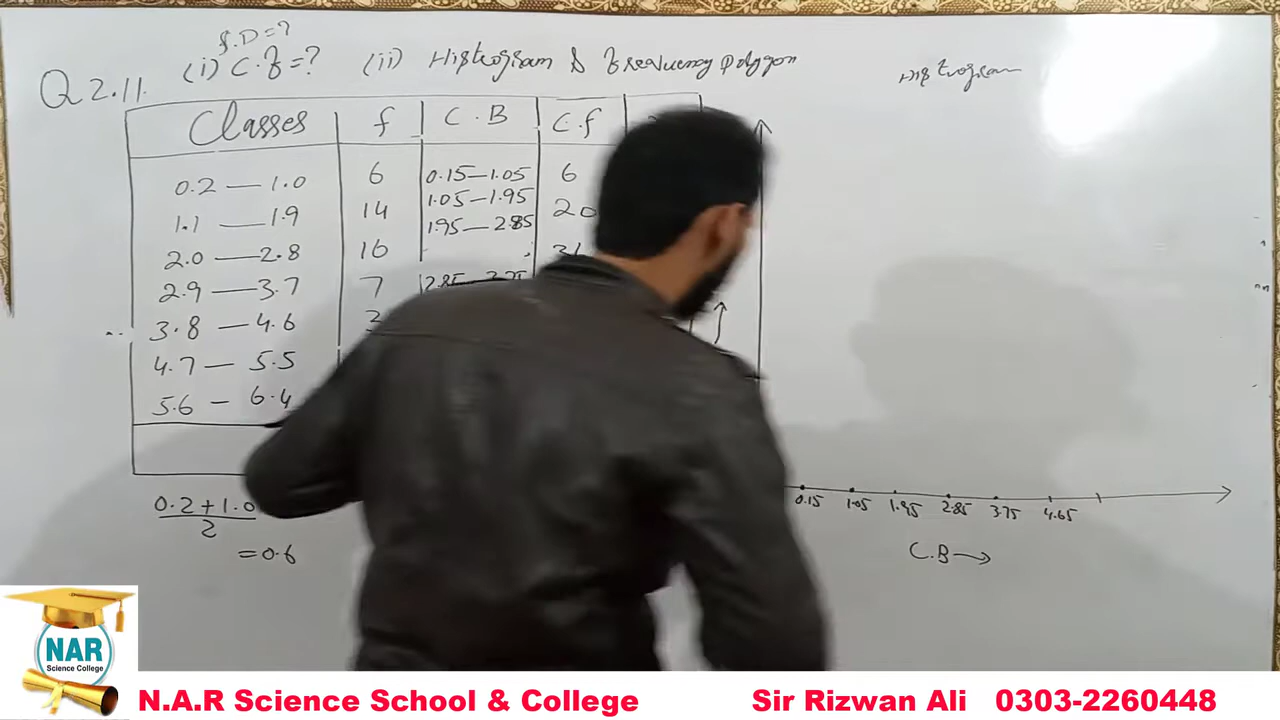 f.D=?
Q 2.11. (i) C.f=? (ii) Histrogram & frequency polygon
Histrogram
Classes f C.B C.f
0.2 — 1.0 6 0.15—1.05 6
1.1 — 1.9 14 1.05—1.95 20
2.0 — 2.8 16 1.95—2.85
2.9 — 3.7 7 2.85—3.75
3.8 — 4.6 3
4.7 — 5.5
5.6 – 6.4
0.2+1.0
2
=0.6
0.15 1.05 1.95 2.85 3.75 4.65
C.B→
NAR
Science College
N.A.R Science School & College Sir Rizwan Ali 0303-2260448